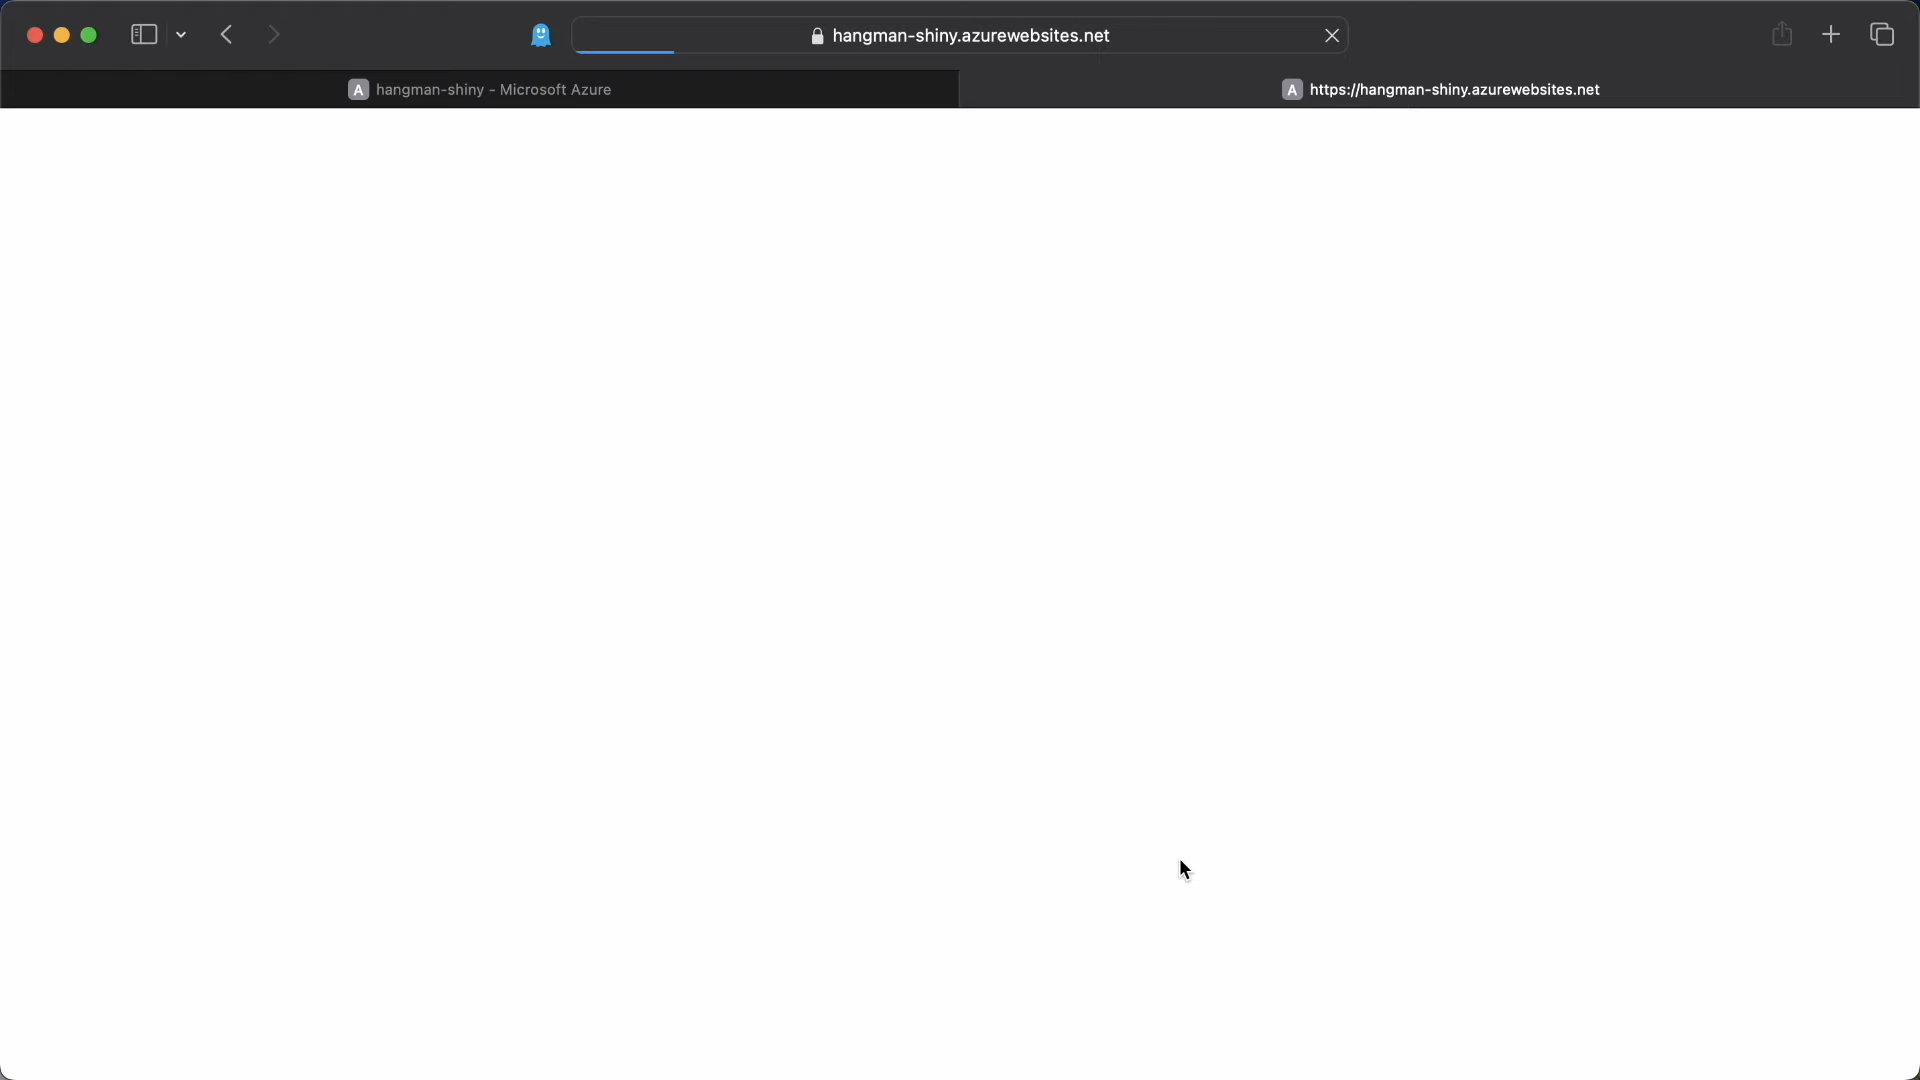 hangman-shiny.azurewebsites.net
A hangman-shiny - Microsoft Azure
A https://hangman-shiny.azurewebsites.net